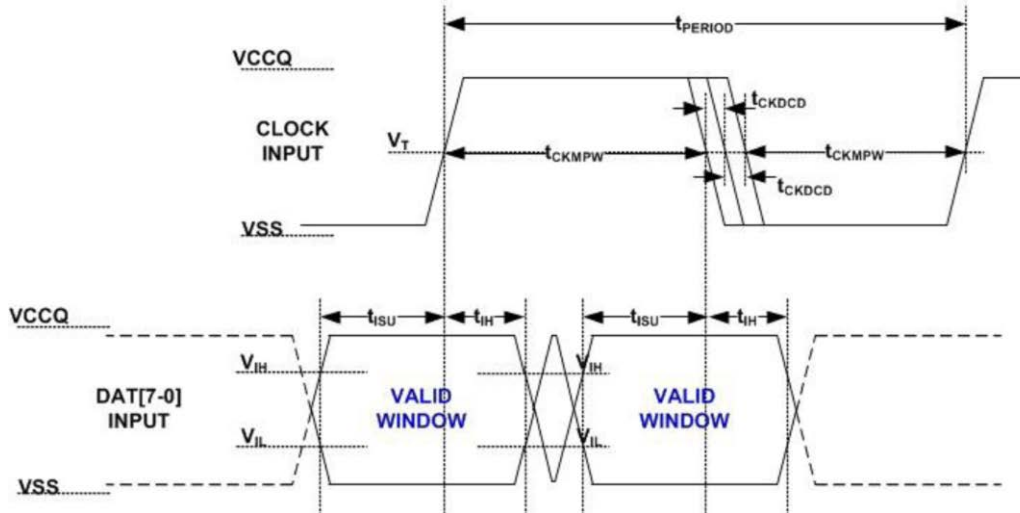 tPERIOD
VCCQ
tCKDCD
CLOCK
INPUT
VT
tCKMPW
tCKMPW
tCKDCD
VSS
VCCQ
tISU
tIH
tISU
tIH
VIH
VIH
DAT[7-0]
INPUT
VALID
WINDOW
VALID
WINDOW
VIL
VIL
VSS